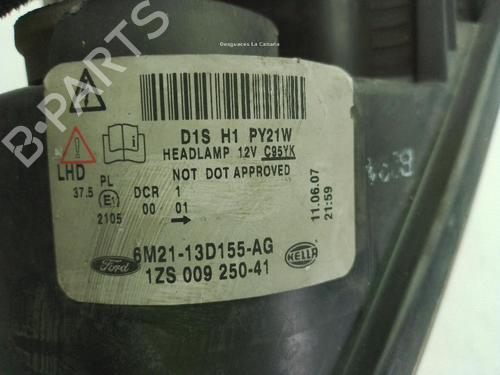 Desguaces La Cabaña
B-PARTS
D1S H1 PY21W
HEADLAMP 12V C95YK
NOT DOT APPROVED
LHD
37.5 PL DCR 1
E1 00 01
2105
11.06.07
21:59
6M21-13D155-AG
1ZS 009 250-41
Ford
HELLA